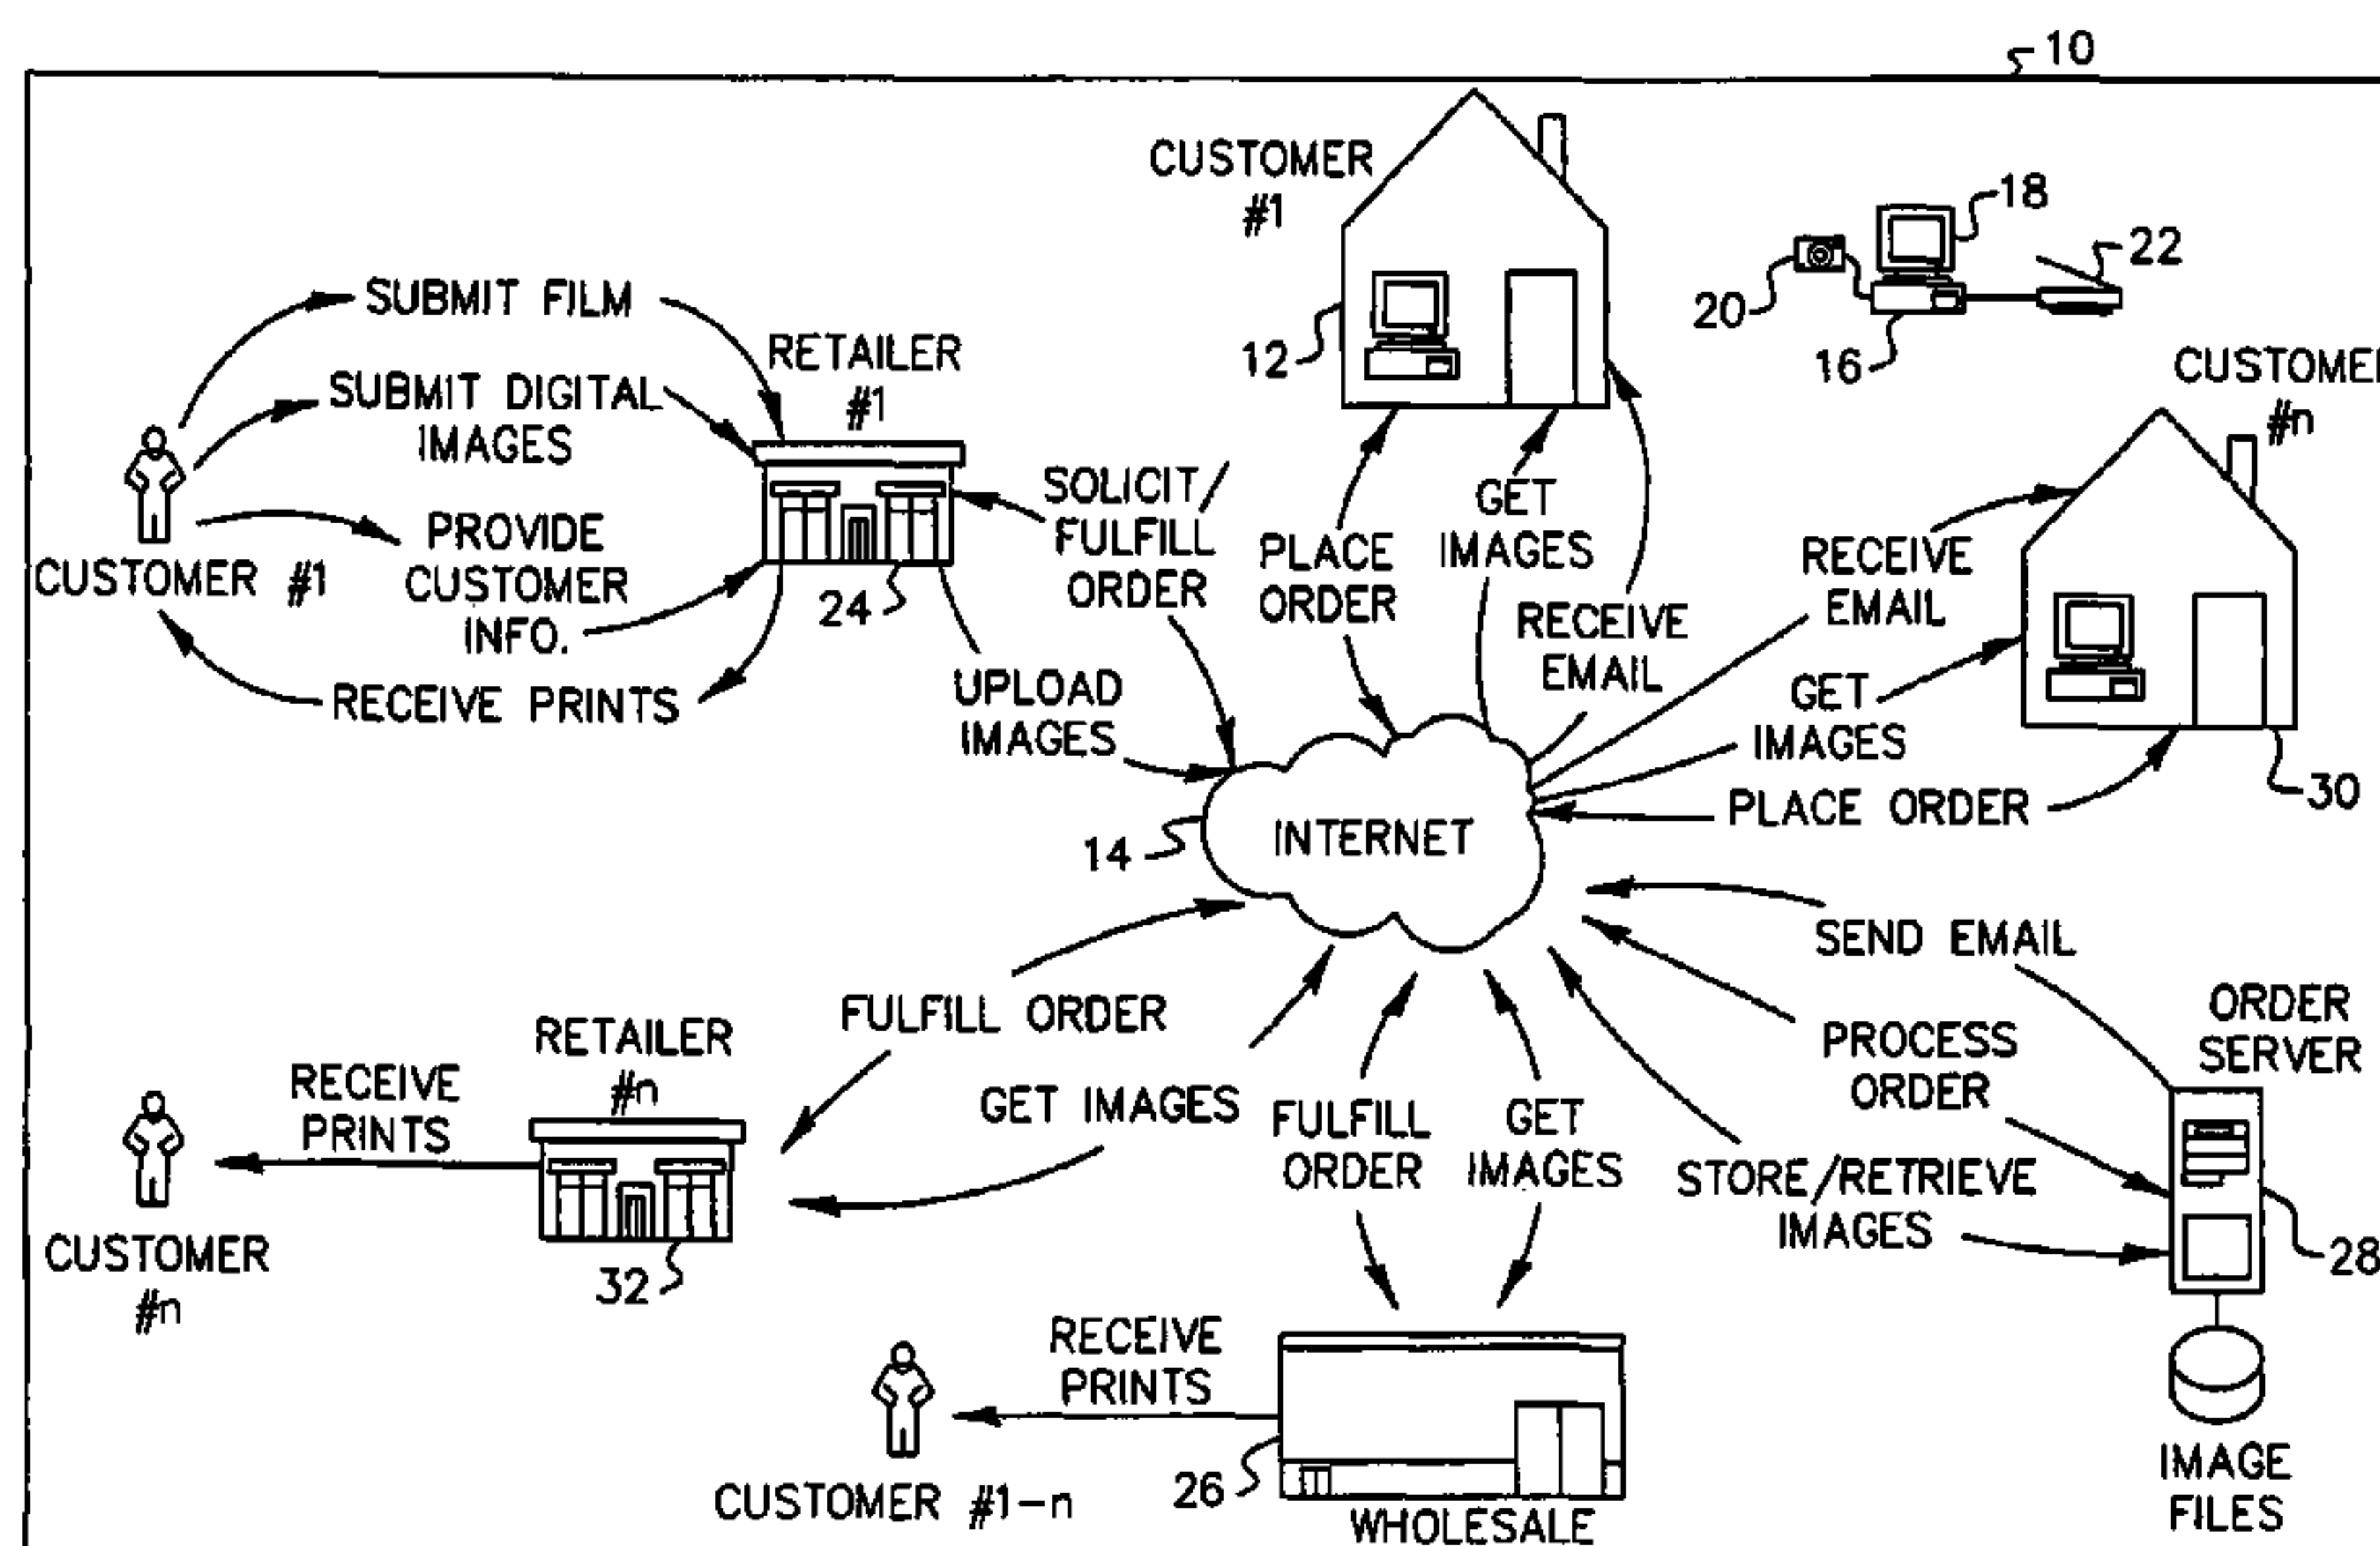 10
CUSTOMER
#1
18
22
20
16
12
SUBMIT FILM
RETAILER
#1
SUBMIT DIGITAL
IMAGES
CUSTOMER #1
PROVIDE
CUSTOMER
INFO.
24
RECEIVE PRINTS
SOLICIT/
FULFILL
ORDER
UPLOAD
IMAGES
PLACE
ORDER
GET
IMAGES
RECEIVE
EMAIL
CUSTOME
#n
RECEIVE
EMAIL
GET
IMAGES
PLACE ORDER
30
14
INTERNET
SEND EMAIL
PROCESS
ORDER
ORDER
SERVER
STORE/RETRIEVE
IMAGES
28
IMAGE
FILES
FULFILL ORDER
GET IMAGES
RETAILER
#n
32
RECEIVE
PRINTS
CUSTOMER
#n
FULFILL
ORDER
GET
IMAGES
RECEIVE
PRINTS
CUSTOMER #1-n
26
WHOLESALE